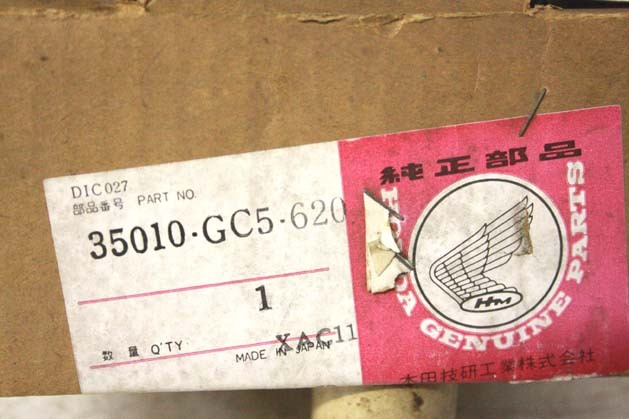 DIC027
部品番号 PART NO.
35010-GC5-620
1
数量 Q'TY
XAC11
MADE IN JAPAN
純正部品
GENUINE PARTS
HM
本田技研工業株式会社